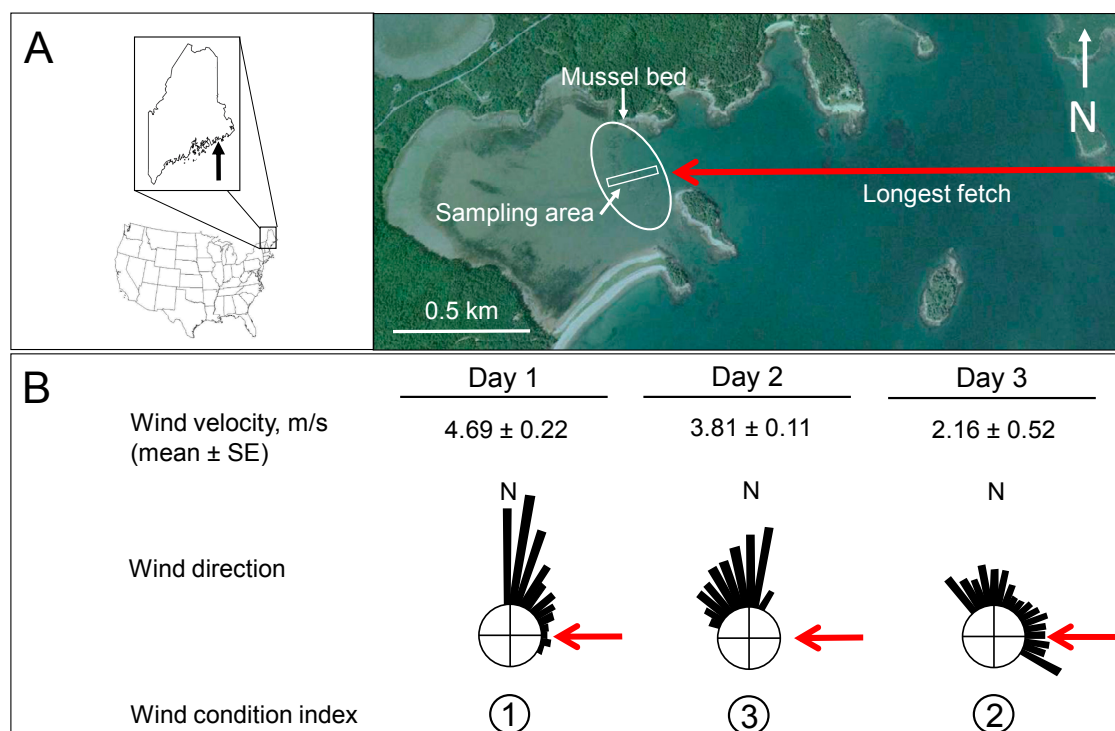 A
Mussel bed
N
Sampling area
Longest fetch
0.5 km
B
Day 1 Day 2 Day 3
Wind velocity, m/s
(mean ± SE)
4.69 ± 0.22 3.81 ± 0.11 2.16 ± 0.52
N N N
Wind direction
Wind condition index 1 3 2